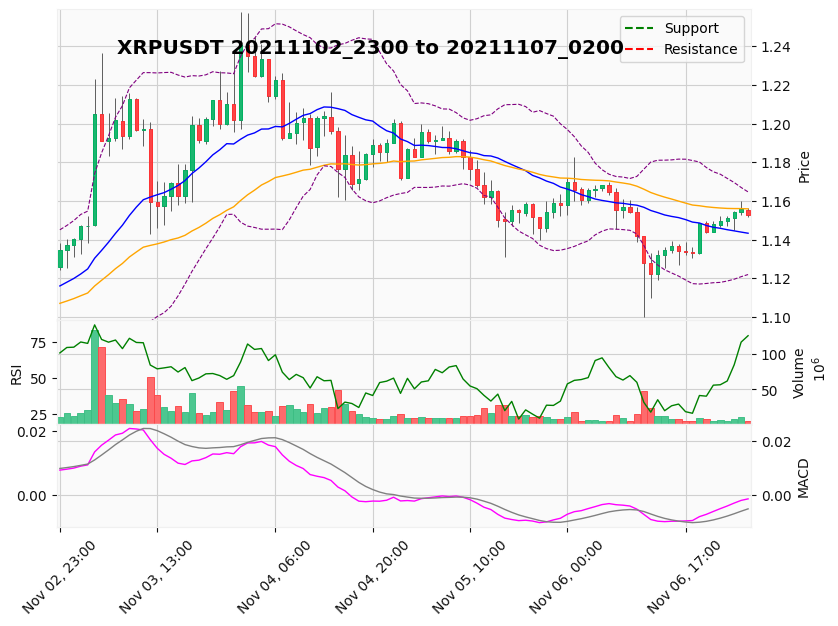 XRPUSDT 20211102_2300 to 20211107_0200
Support
Resistance
1.24
1.22
1.20
1.18
1.16
1.14
1.12
1.10
Price
75
50
25
RSI
100
50
Volume
10^6
0.02
0.00
0.02
0.00
MACD
Nov 02, 23:00
Nov 03, 13:00
Nov 04, 06:00
Nov 04, 20:00
Nov 05, 10:00
Nov 06, 00:00
Nov 06, 17:00